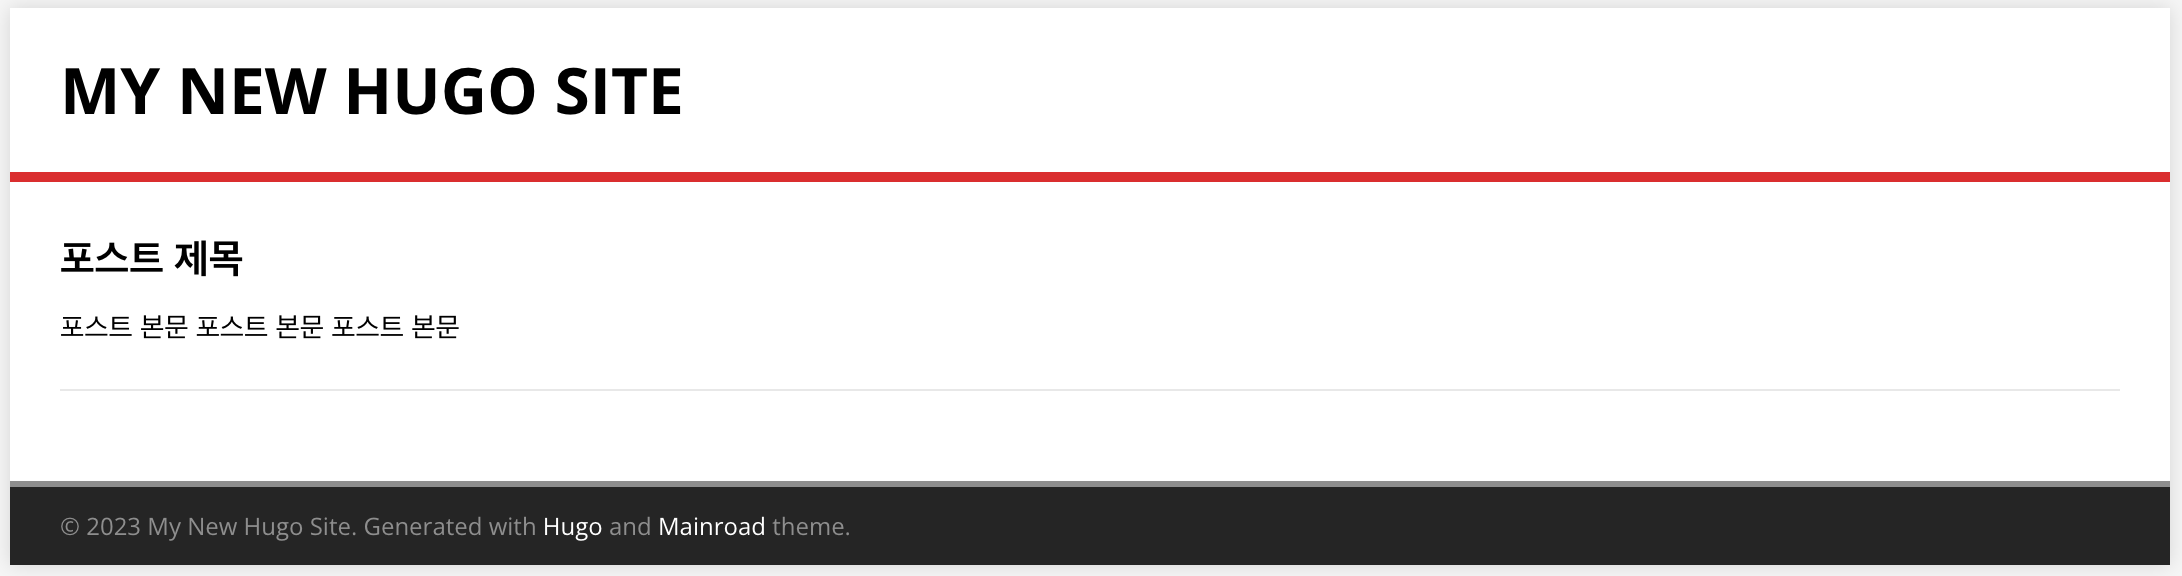 MY NEW HUGO SITE
포스트 제목
포스트 본문 포스트 본문 포스트 본문
© 2023 My New Hugo Site. Generated with Hugo and Mainroad theme.